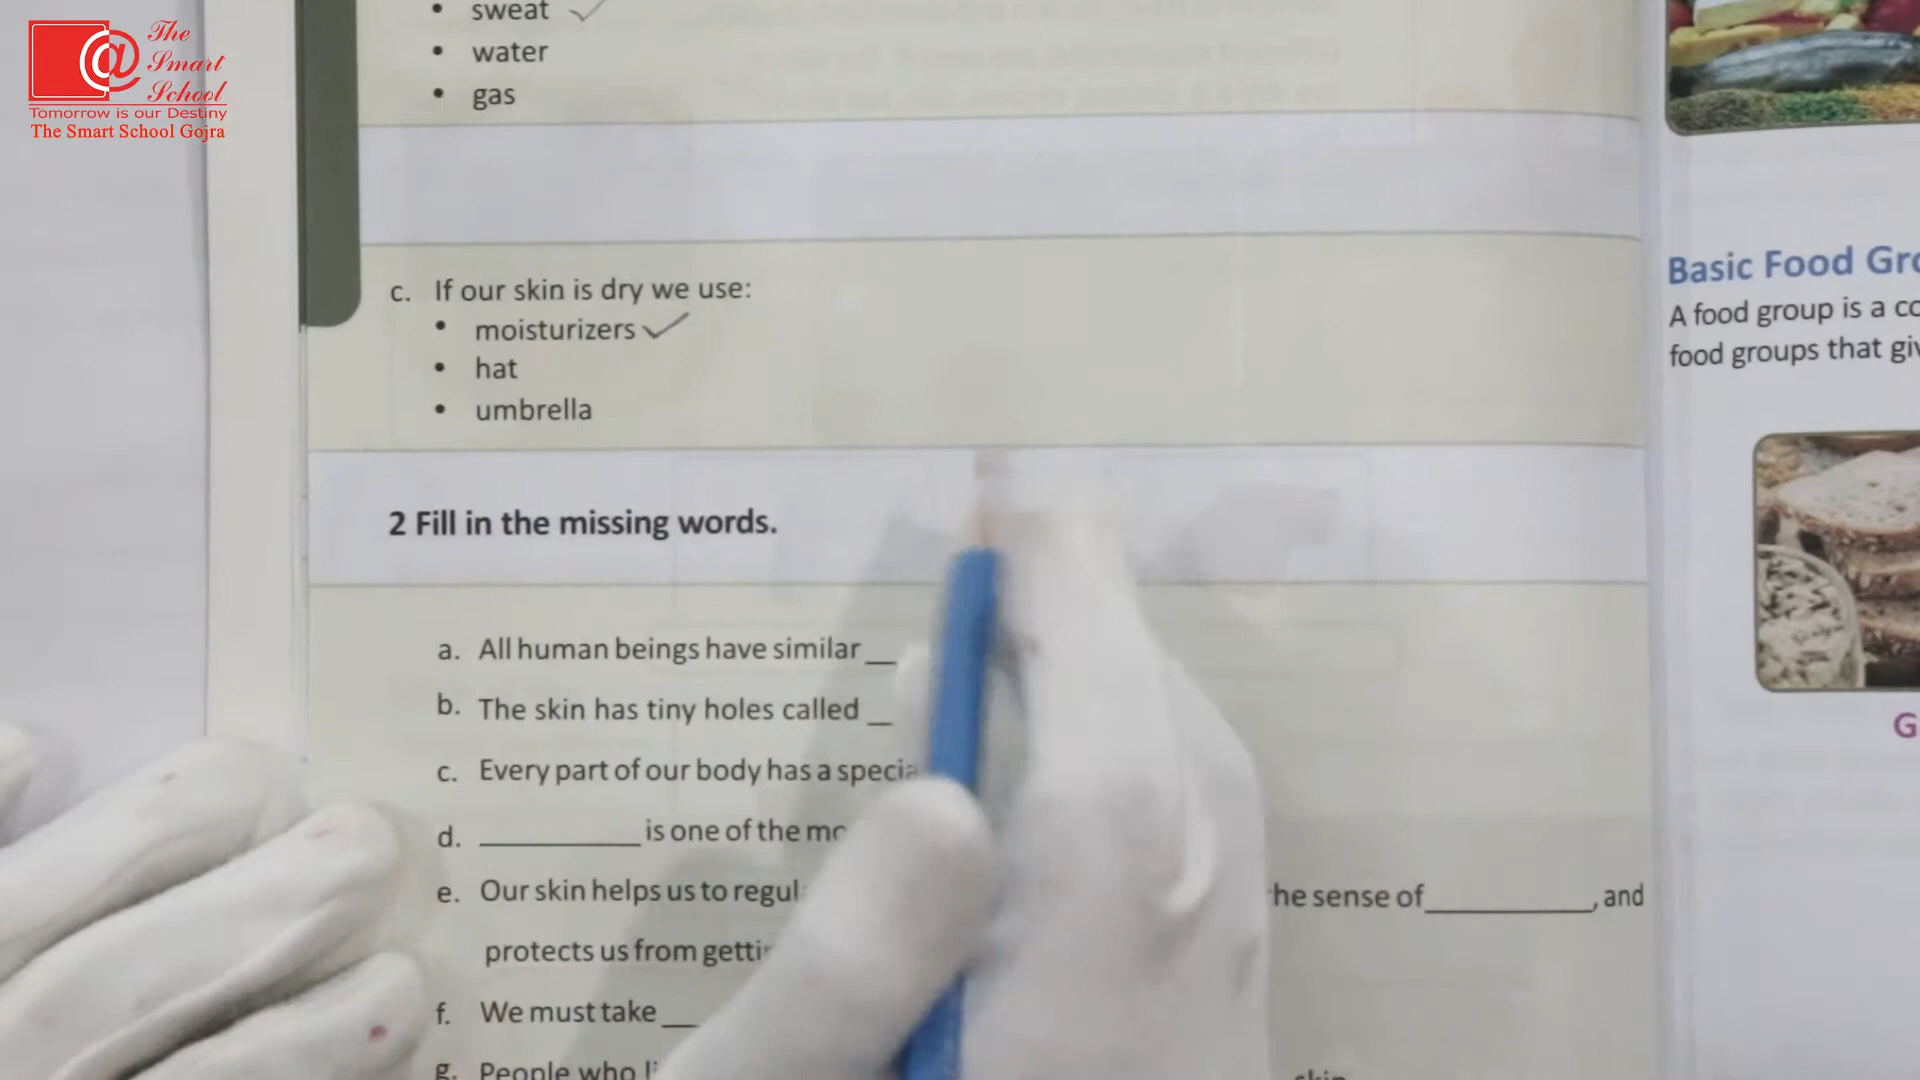 The
Smart
School
Tomorrow is our Destiny
The Smart School Gojra
• sweat
• water
• gas
c. If our skin is dry we use:
• moisturizers
• hat
• umbrella
2 Fill in the missing words.
a. All human beings have similar __
b. The skin has tiny holes called __
c. Every part of our body has a specia
d. __________ is one of the mo
e. Our skin helps us to regul he sense of__________, and
protects us from getti
f. We must take __
g. People who li skin
Basic Food Gro
A food group is a co
food groups that giv
G